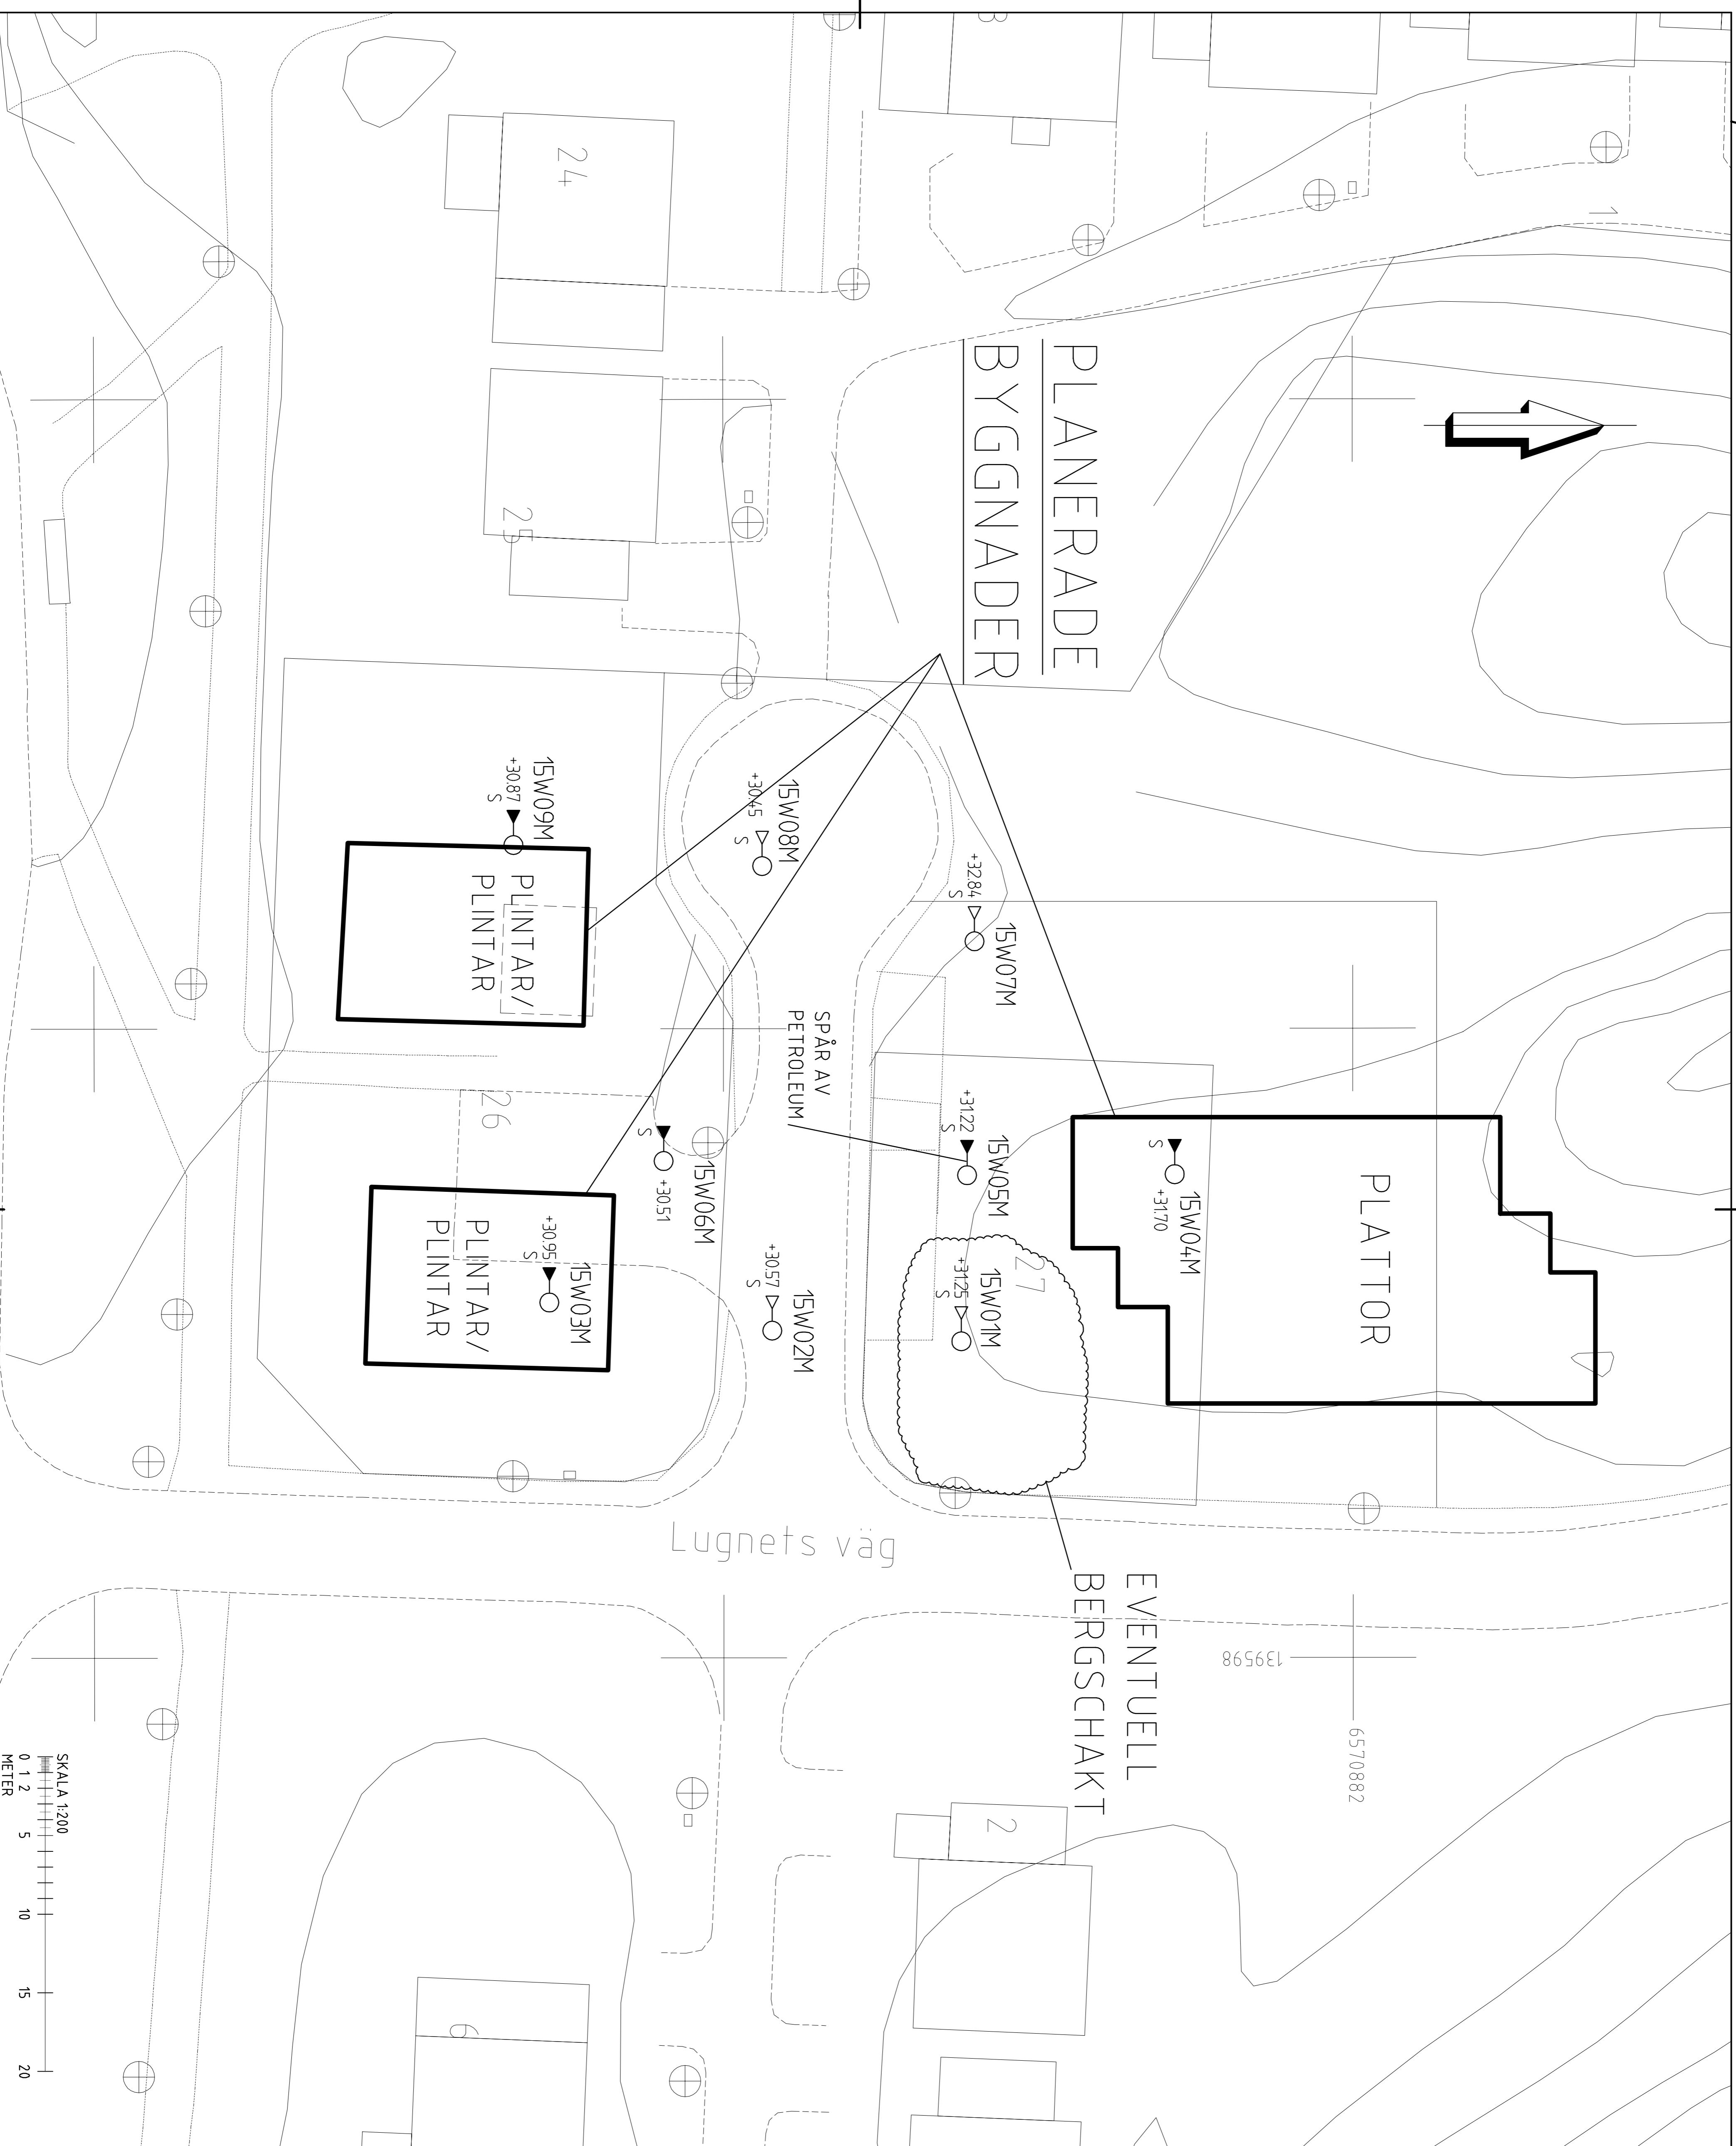 8
24
1
PLANERADE
BYGGNADER
25
15W09M
+30.87
S
15W08M
+30.45
S
15W07M
+32.84
S
PLINTAR/
PLINTAR
SPÅR AV
PETROLEUM
15W05M
+31.22
S
15W04M
+31.70
S
PLATTOR
26
15W06M
+30.51
S
15W03M
+30.95
S
PLINTAR/
PLINTAR
15W02M
+30.57
S
27
15W01M
+31.25
S
Lugnets väg
EVENTUELL
BERGSCHAKT
139598
6570882
2
6
SKALA 1:200
0 1 2 5 10 15 20
METER